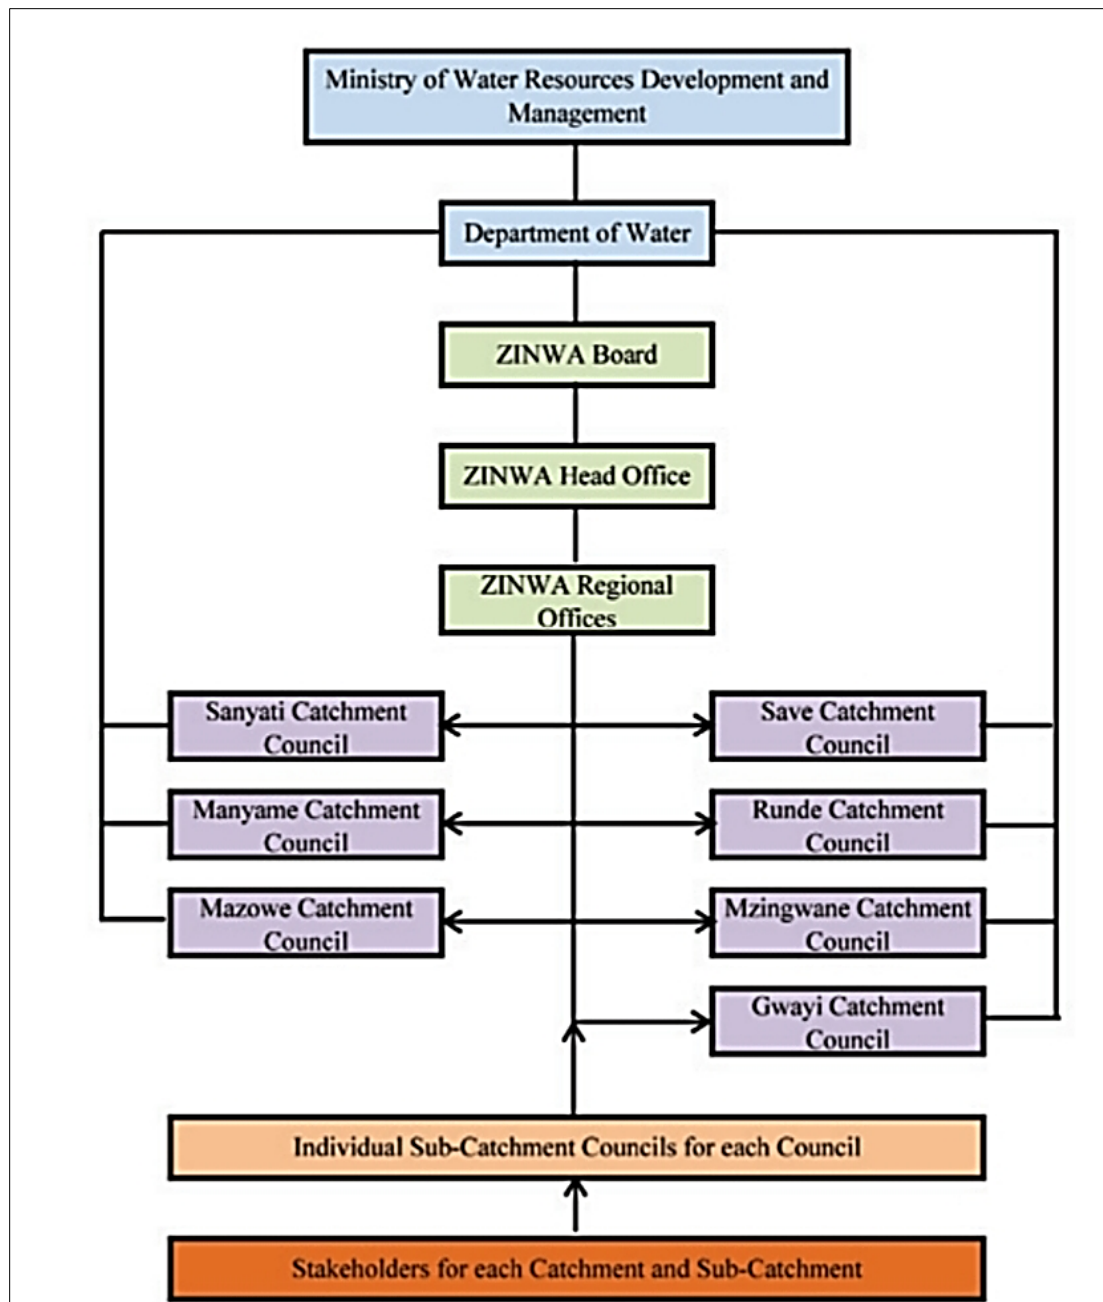 Ministry of Water Resources Development and
Management
Department of Water
ZINWA Board
ZINWA Head Office
ZINWA Regional
Offices
Sanyati Catchment
Council
Save Catchment
Council
Manyame Catchment
Council
Runde Catchment
Council
Mazowe Catchment
Council
Mzingwane Catchment
Council
Gwayi Catchment
Council
Individual Sub-Catchment Councils for each Council
Stakeholders for each Catchment and Sub-Catchment